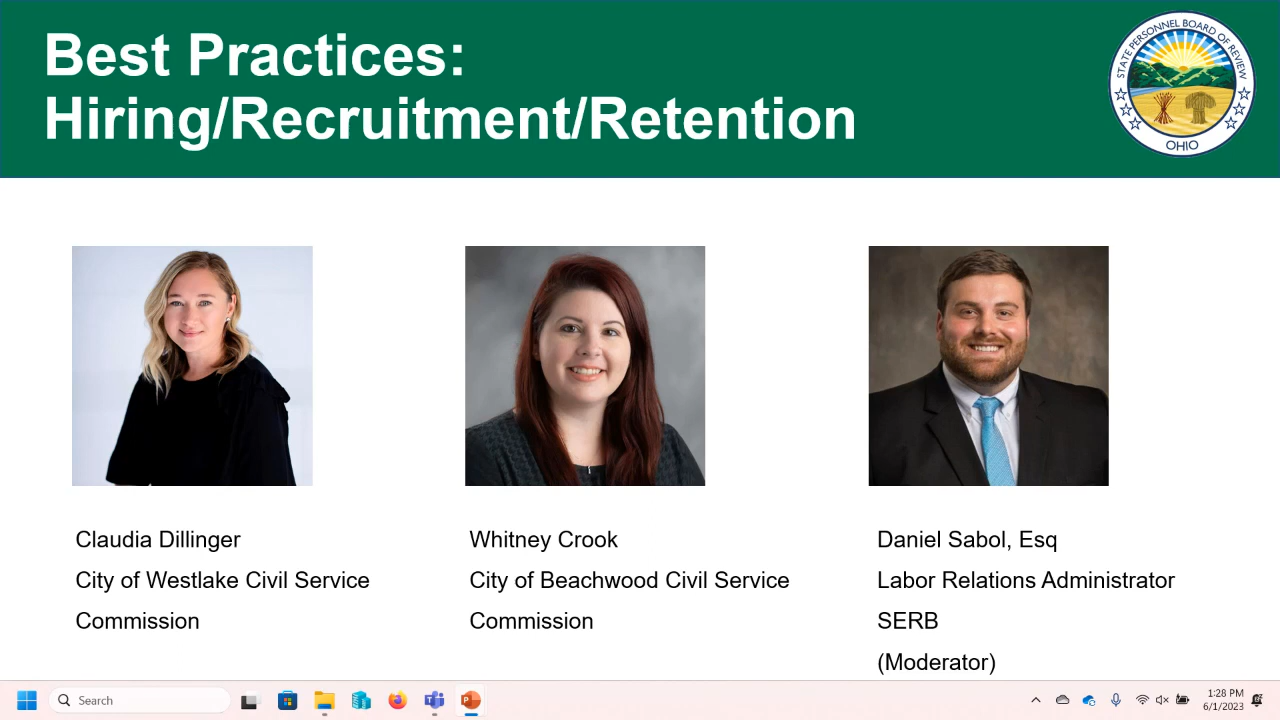 Best Practices:
Hiring/Recruitment/Retention
STATE PERSONNEL BOARD OF REVIEW
OHIO
Claudia Dillinger
City of Westlake Civil Service
Commission
Whitney Crook
City of Beachwood Civil Service
Commission
Daniel Sabol, Esq
Labor Relations Administrator
SERB
(Moderator)
Search
1:28 PM
6/1/2023